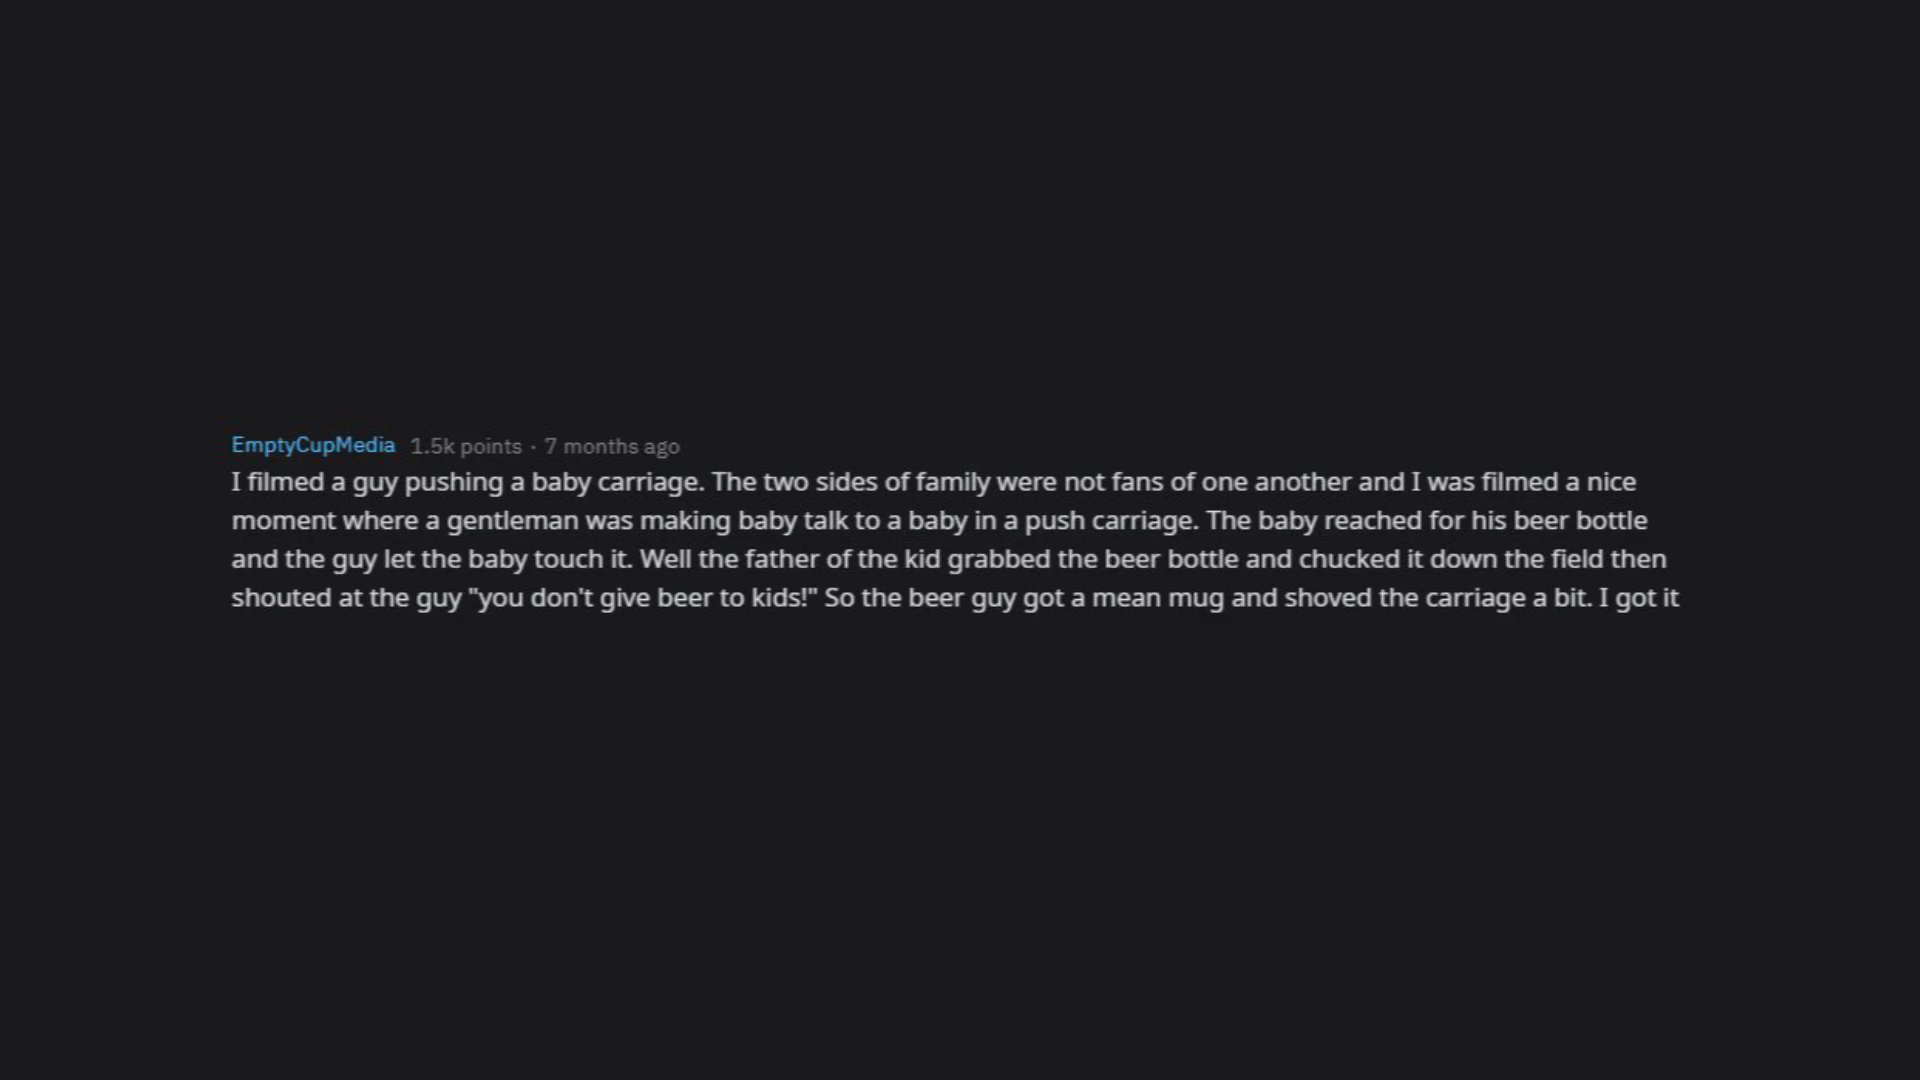 EmptyCupMedia 1.5k points · 7 months ago
I filmed a guy pushing a baby carriage. The two sides of family were not fans of one another and I was filmed a nice
moment where a gentleman was making baby talk to a baby in a push carriage. The baby reached for his beer bottle
and the guy let the baby touch it. Well the father of the kid grabbed the beer bottle and chucked it down the field then
shouted at the guy "you don't give beer to kids!" So the beer guy got a mean mug and shoved the carriage a bit. I got it